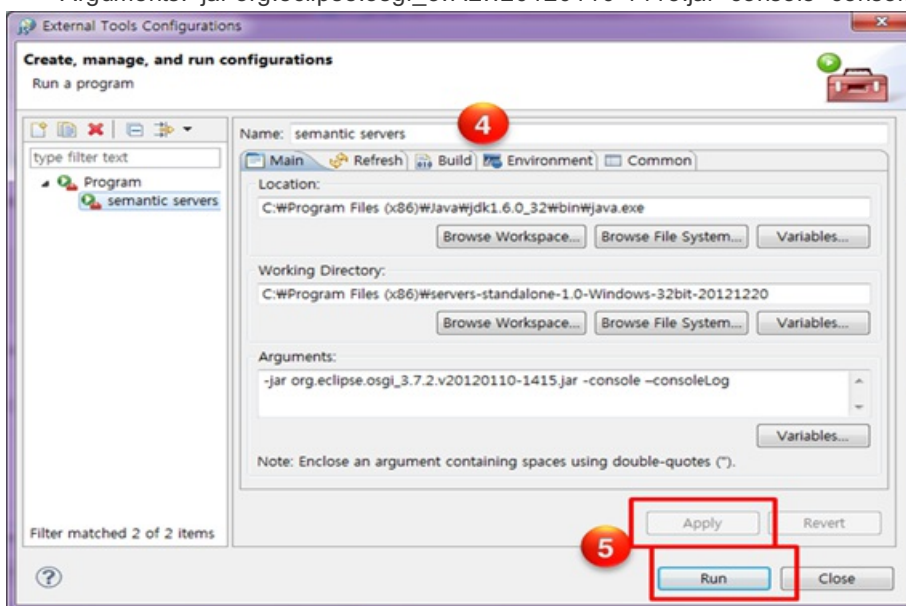 External Tools Configurations
Create, manage, and run configurations
Run a program
type filter text
Program
semantic servers
Filter matched 2 of 2 items
Name: semantic servers
4
Main Refresh Build Environment Common
Location:
C:₩Program Files (x86)₩Java₩jdk1.6.0_32₩bin₩java.exe
Browse Workspace... Browse File System... Variables...
Working Directory:
C:₩Program Files (x86)₩servers-standalone-1.0-Windows-32bit-20121220
Browse Workspace... Browse File System... Variables...
Arguments:
-jar org.eclipse.osgi_3.7.2.v20120110-1415.jar -console –consoleLog
Variables...
Note: Enclose an argument containing spaces using double-quotes (").
Apply Revert
5
Run Close